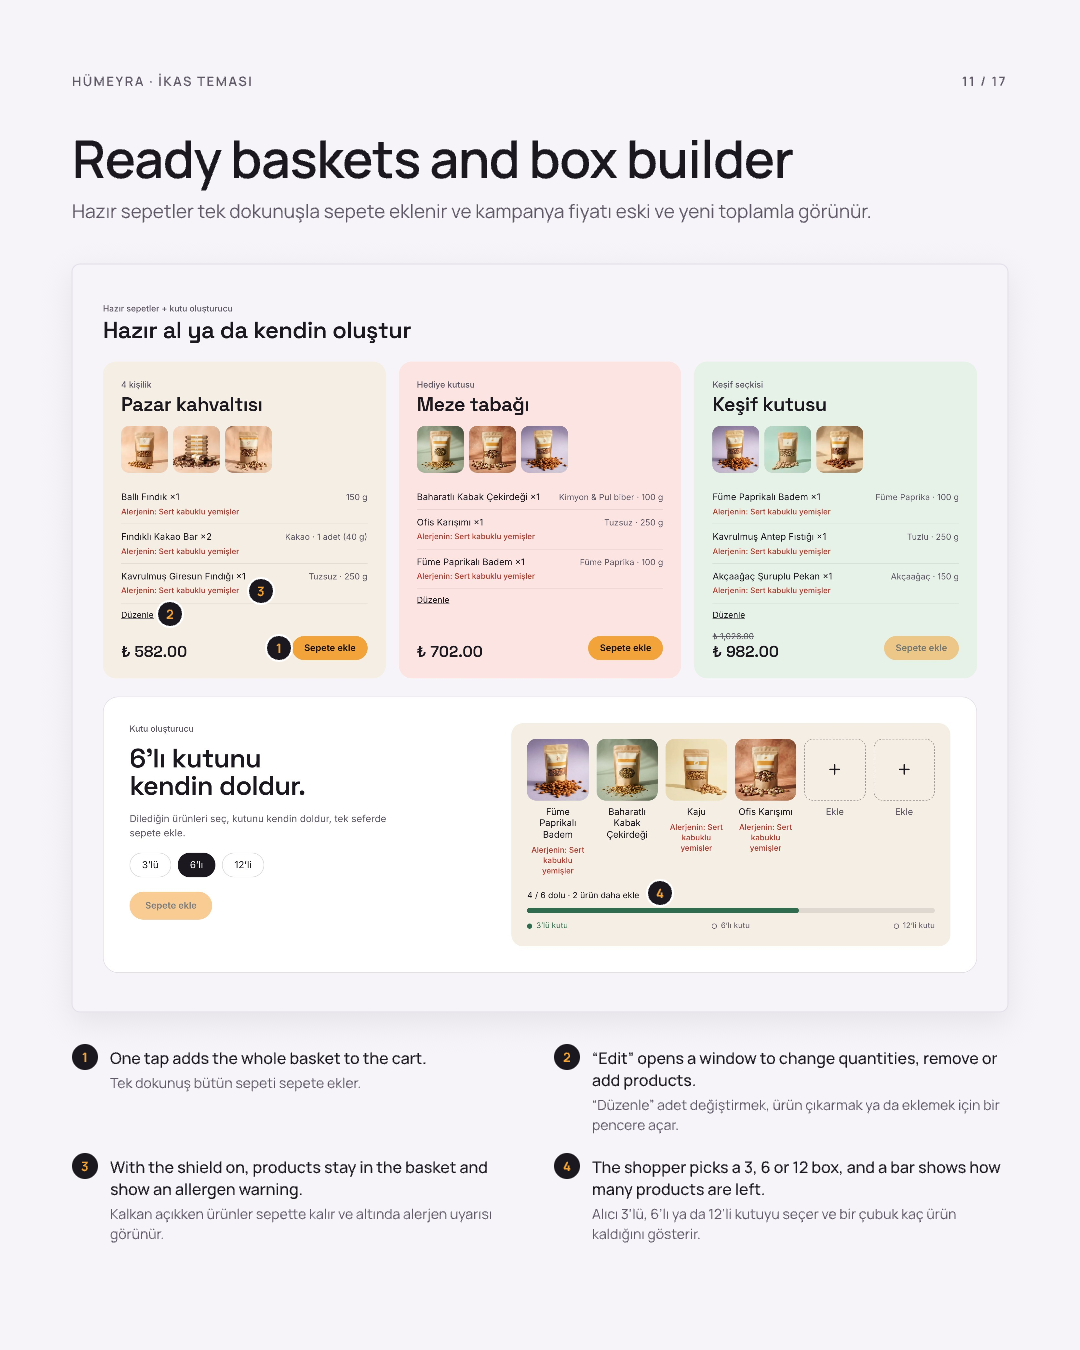 HÜMEYRA · İKAS TEMASI
11 / 17
Ready baskets and box builder
Hazır sepetler tek dokunuşla sepete eklenir ve kampanya fiyatı eski ve yeni toplamla görünür.
Hazır sepetler + kutu oluşturucu
Hazır al ya da kendin oluştur
4 kişilik
Pazar kahvaltısı
Ballı Fındık ×1
150 g
Alerjenin: Sert kabuklu yemişler
Fındıklı Kakao Bar ×2
Kakao · 1 adet (40 g)
Alerjenin: Sert kabuklu yemişler
Kavrulmuş Giresun Fındığı ×1
Tuzsuz · 250 g
Alerjenin: Sert kabuklu yemişler
3
Düzenle
2
₺ 582.00
1
Sepete ekle
Hediye kutusu
Meze tabağı
Baharatlı Kabak Çekirdeği ×1
Kimyon & Pul biber · 100 g
Ofis Karışımı ×1
Tuzsuz · 250 g
Alerjenin: Sert kabuklu yemişler
Füme Paprikalı Badem ×1
Füme Paprika · 100 g
Alerjenin: Sert kabuklu yemişler
Düzenle
₺ 702.00
Sepete ekle
Keşif seçkisi
Keşif kutusu
Füme Paprikalı Badem ×1
Füme Paprika · 100 g
Alerjenin: Sert kabuklu yemişler
Kavrulmuş Antep Fıstığı ×1
Tuzlu · 250 g
Alerjenin: Sert kabuklu yemişler
Akçaağaç Şuruplu Pekan ×1
Akçaağaç · 150 g
Alerjenin: Sert kabuklu yemişler
Düzenle
₺ 1,026.00
₺ 982.00
Sepete ekle
Kutu oluşturucu
6'lı kutunu
kendin doldur.
Dilediğin ürünleri seç, kutunu kendin doldur, tek seferde
sepete ekle.
3'lü
6'lı
12'li
Sepete ekle
Füme
Paprikalı
Badem
Alerjenin: Sert
kabuklu
yemişler
Baharatlı
Kabak
Çekirdeği
Kaju
Alerjenin: Sert
kabuklu
yemişler
Ofis Karışımı
Alerjenin: Sert
kabuklu
yemişler
+
Ekle
+
Ekle
4 / 6 dolu · 2 ürün daha ekle
4
3'lü kutu
6'lı kutu
12'li kutu
1
One tap adds the whole basket to the cart.
Tek dokunuş bütün sepeti sepete ekler.
2
“Edit” opens a window to change quantities, remove or
add products.
“Düzenle” adet değiştirmek, ürün çıkarmak ya da eklemek için bir
pencere açar.
3
With the shield on, products stay in the basket and
show an allergen warning.
Kalkan açıkken ürünler sepette kalır ve altında alerjen uyarısı
görünür.
4
The shopper picks a 3, 6 or 12 box, and a bar shows how
many products are left.
Alıcı 3'lü, 6'lı ya da 12'li kutuyu seçer ve bir çubuk kaç ürün
kaldığını gösterir.